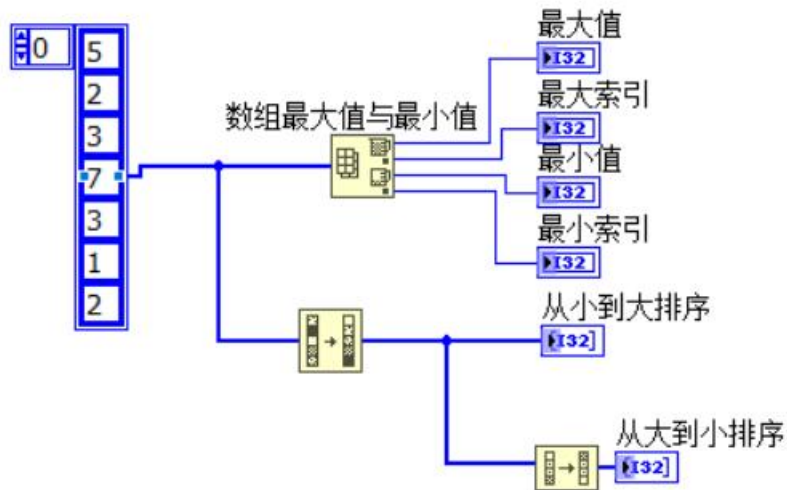 0
5
2
3
7
3
1
2
数组最大值与最小值
最大值
I32
最大索引
I32
最小值
I32
最小索引
I32
从小到大排序
[I32]
从大到小排序
[I32]